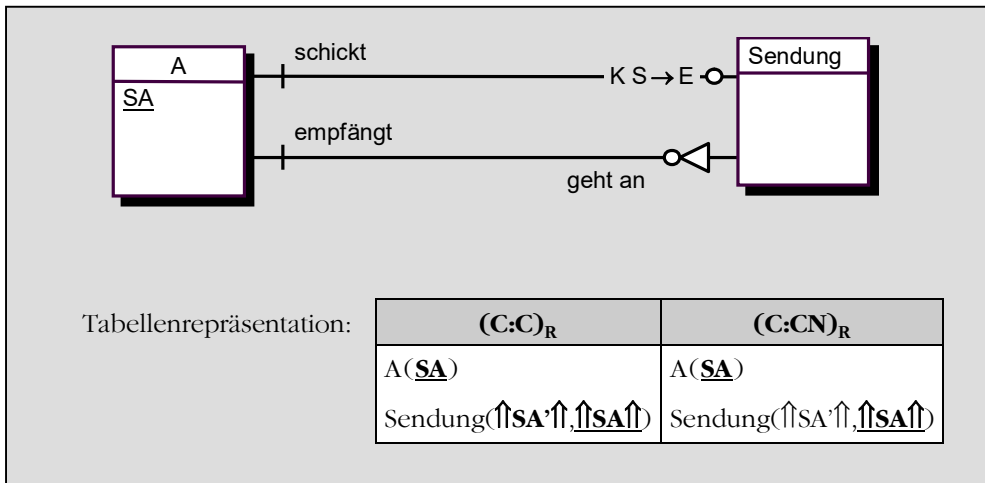 schickt
A
K S → E
Sendung
SA
empfängt
geht an
Tabellenrepräsentation:
(C:C)R
(C:CN)R
A(SA)
A(SA)
Sendung(⇑SA'⇑,⇑SA⇑)
Sendung(⇑SA'⇑,⇑SA⇑)